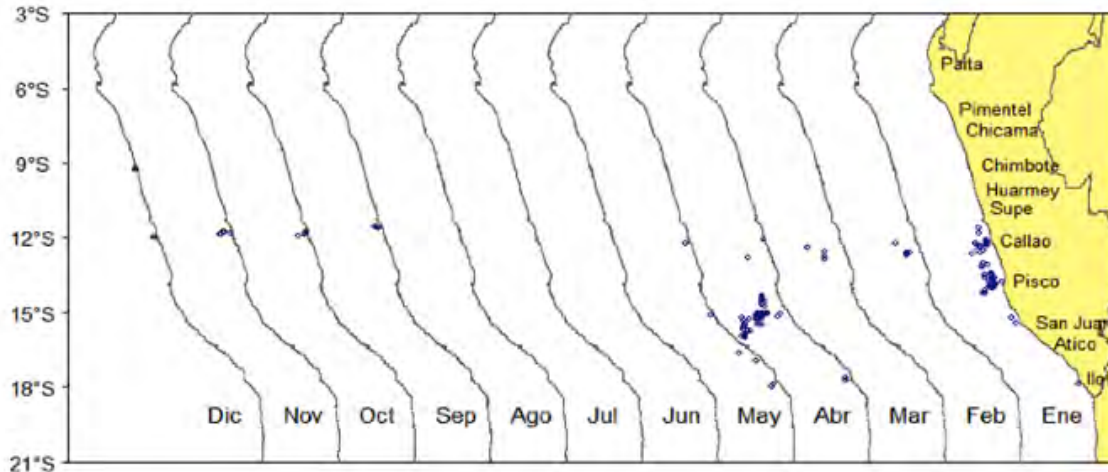 3°S
Paita
6°S
Pimentel
Chicama
9°S
Chimbote
Huarmey
Supe
12°S
Callao
Pisco
15°S
San Juan
Atico
18°S
Ilo
Dic Nov Oct Sep Ago Jul Jun May Abr Mar Feb Ene
21°S